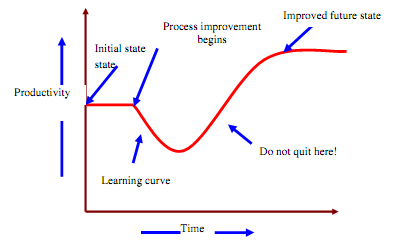 Improved future state
Process improvement
begins
Initial state
state
Productivity
Do not quit here!
Learning curve
Time